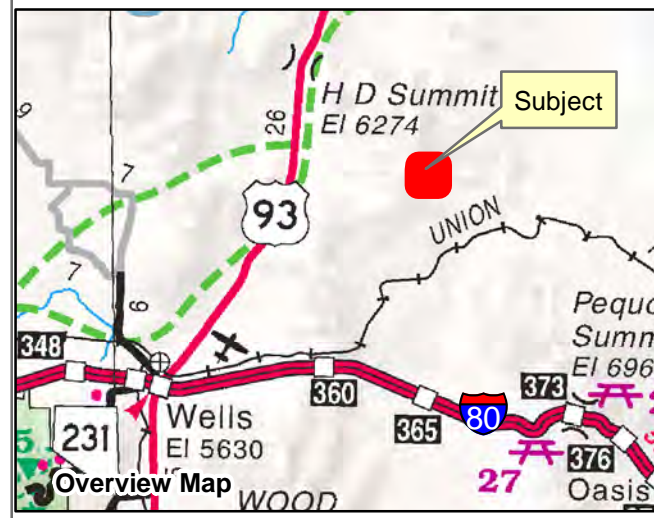 H D Summit
El 6274
Subject
26
9
7
93
UNION
7
6
Pequo
Summ
El 696
348
360
373
365
80
Wells
El 5630
231
5
27
376
Oasis
Overview Map
WOOD